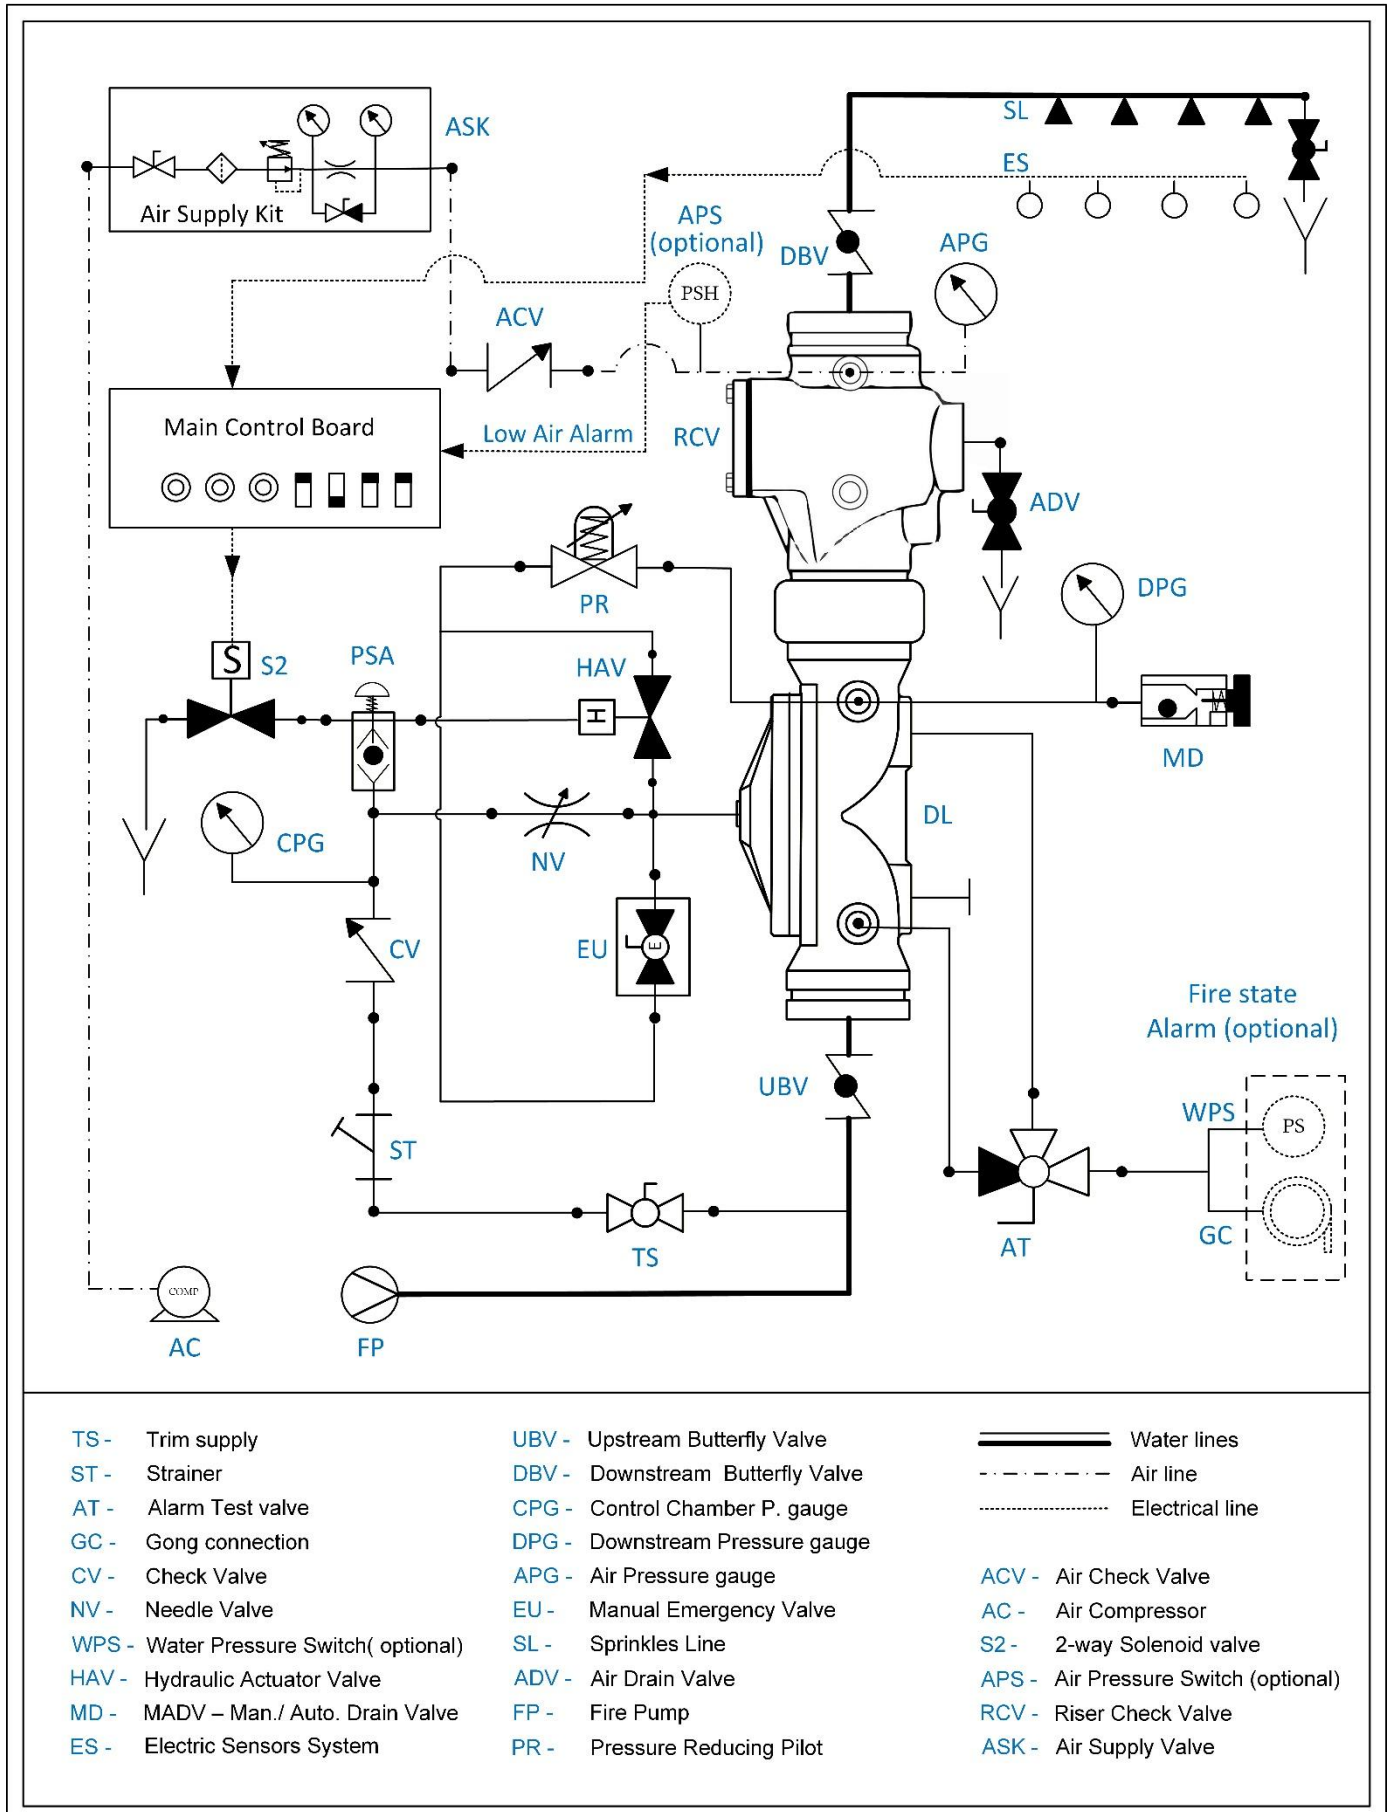 ASK
Air Supply Kit
SL
ES
APS
(optional)
DBV
APG
PSH
ACV
Main Control Board
Low Air Alarm
RCV
ADV
PR
DPG
S
S2
PSA
HAV
H
MD
CPG
NV
DL
CV
EU
E
Fire state
Alarm (optional)
UBV
WPS
PS
ST
AT
GC
TS
COMP
AC
FP
TS - Trim supply
ST - Strainer
AT - Alarm Test valve
GC - Gong connection
CV - Check Valve
NV - Needle Valve
WPS - Water Pressure Switch( optional)
HAV - Hydraulic Actuator Valve
MD - MADV – Man./ Auto. Drain Valve
ES - Electric Sensors System
UBV - Upstream Butterfly Valve
DBV - Downstream Butterfly Valve
CPG - Control Chamber P. gauge
DPG - Downstream Pressure gauge
APG - Air Pressure gauge
EU - Manual Emergency Valve
SL - Sprinkles Line
ADV - Air Drain Valve
FP - Fire Pump
PR - Pressure Reducing Pilot
Water lines
Air line
Electrical line
ACV - Air Check Valve
AC - Air Compressor
S2 - 2-way Solenoid valve
APS - Air Pressure Switch (optional)
RCV - Riser Check Valve
ASK - Air Supply Valve